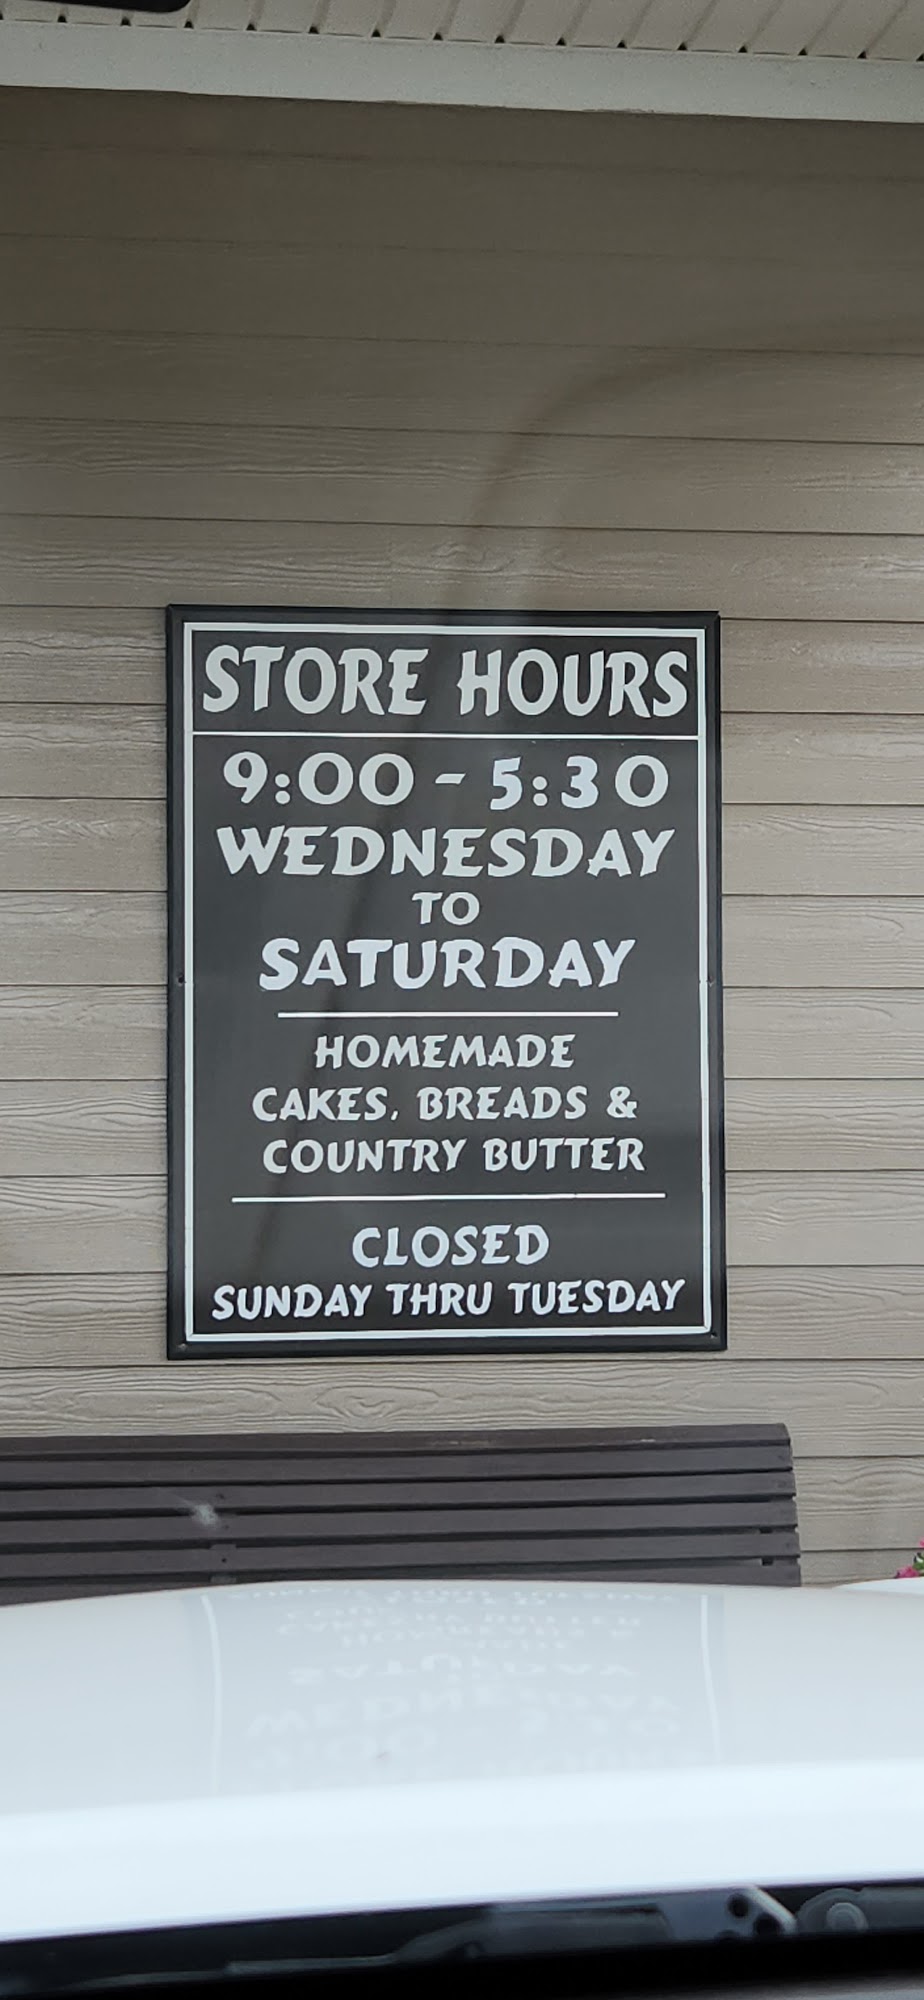 STORE HOURS
9:00 - 5:30
WEDNESDAY
TO
SATURDAY
HOMEMADE
CAKES, BREADS &
COUNTRY BUTTER
CLOSED
SUNDAY THRU TUESDAY